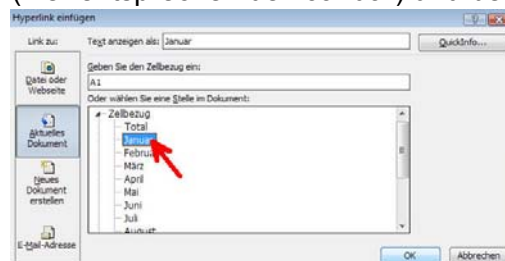 Hyperlink einfügen
Link zu:
Text anzeigen als: Januar
QuickInfo...
Datei oder
Webseite
Geben Sie den Zellbezug ein:
A1
Oder wählen Sie eine Stelle im Dokument:
Aktuelles
Dokument
Zellbezug
Total
Januar
Februar
März
April
Mai
Juni
Juli
August
Neues
Dokument
erstellen
E-Mail-Adresse
OK
Abbrechen